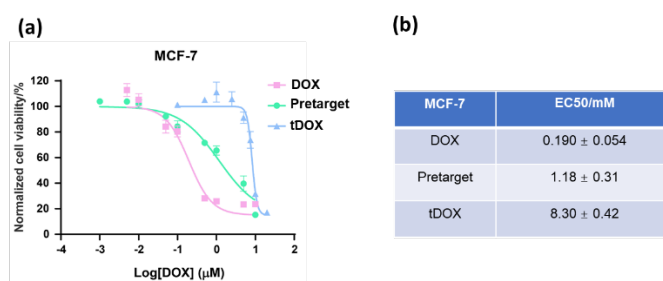 (a)
MCF-7
Normalized cell viability/%
120
100
80
60
40
20
0
-4 -3 -2 -1 0 1 2
Log[DOX] (μM)
DOX
Pretarget
tDOX
(b)
MCF-7 EC50/mM
DOX 0.190 ± 0.054
Pretarget 1.18 ± 0.31
tDOX 8.30 ± 0.42